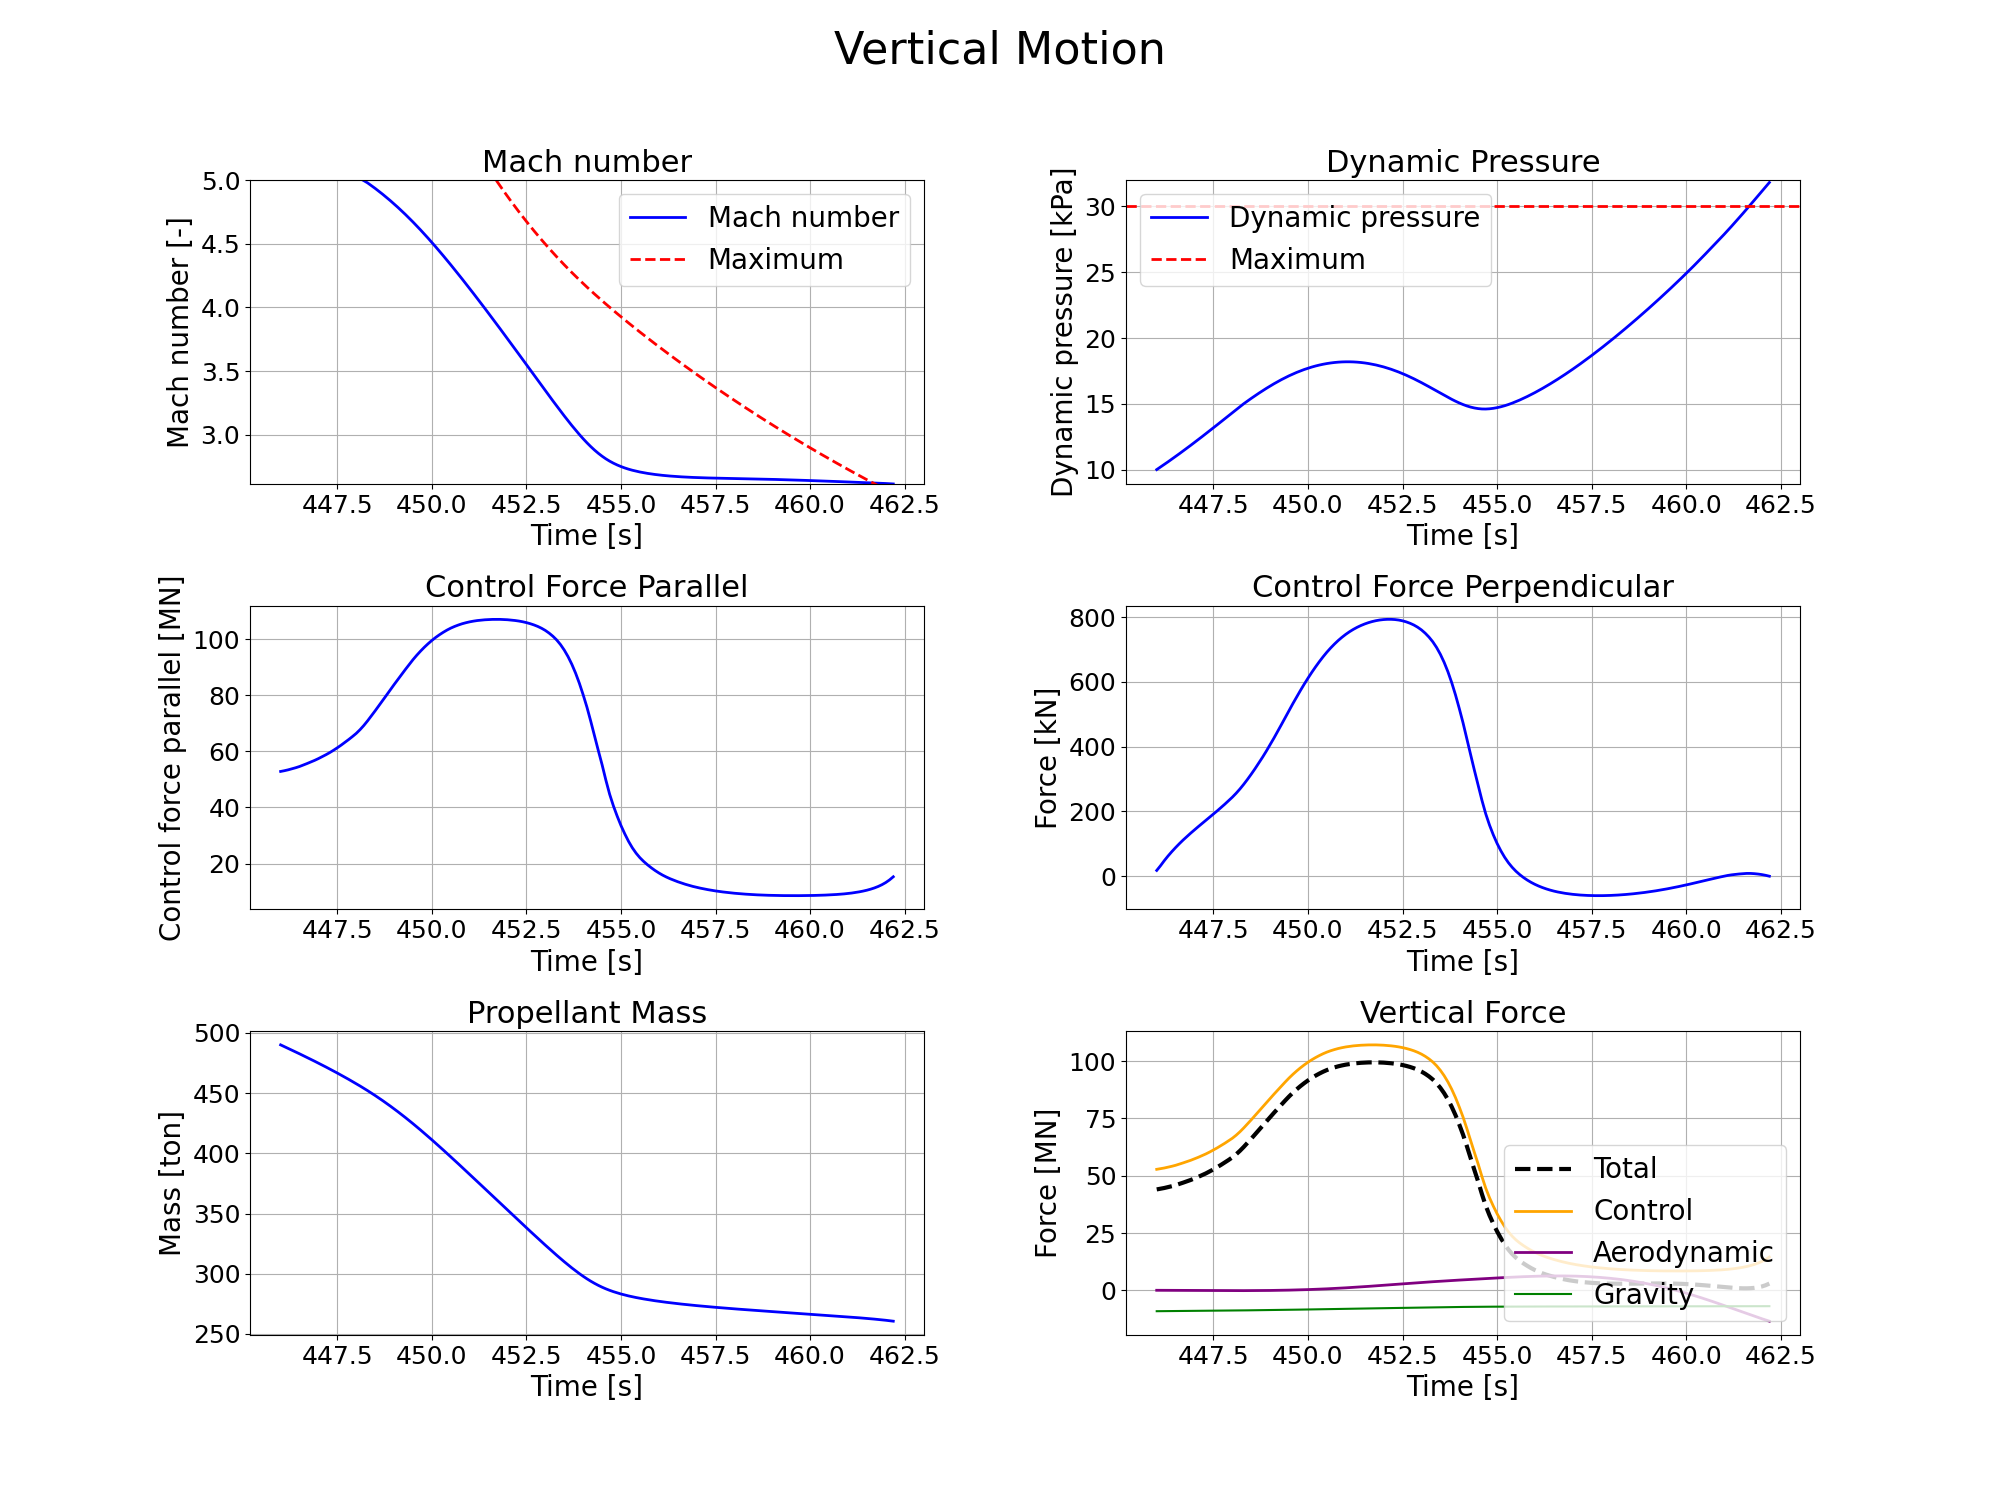 Vertical Motion
Mach number
Mach number [-]
5.0
4.5
4.0
3.5
3.0
Mach number
Maximum
447.5 450.0 452.5 455.0 457.5 460.0 462.5
Time [s]
Dynamic Pressure
Dynamic pressure [kPa]
30
25
20
15
10
Dynamic pressure
Maximum
447.5 450.0 452.5 455.0 457.5 460.0 462.5
Time [s]
Control Force Parallel
Control force parallel [MN]
100
80
60
40
20
447.5 450.0 452.5 455.0 457.5 460.0 462.5
Time [s]
Control Force Perpendicular
Force [kN]
800
600
400
200
0
447.5 450.0 452.5 455.0 457.5 460.0 462.5
Time [s]
Propellant Mass
Mass [ton]
500
450
400
350
300
250
447.5 450.0 452.5 455.0 457.5 460.0 462.5
Time [s]
Vertical Force
Force [MN]
100
75
50
25
0
Total
Control
Aerodynamic
Gravity
447.5 450.0 452.5 455.0 457.5 460.0 462.5
Time [s]